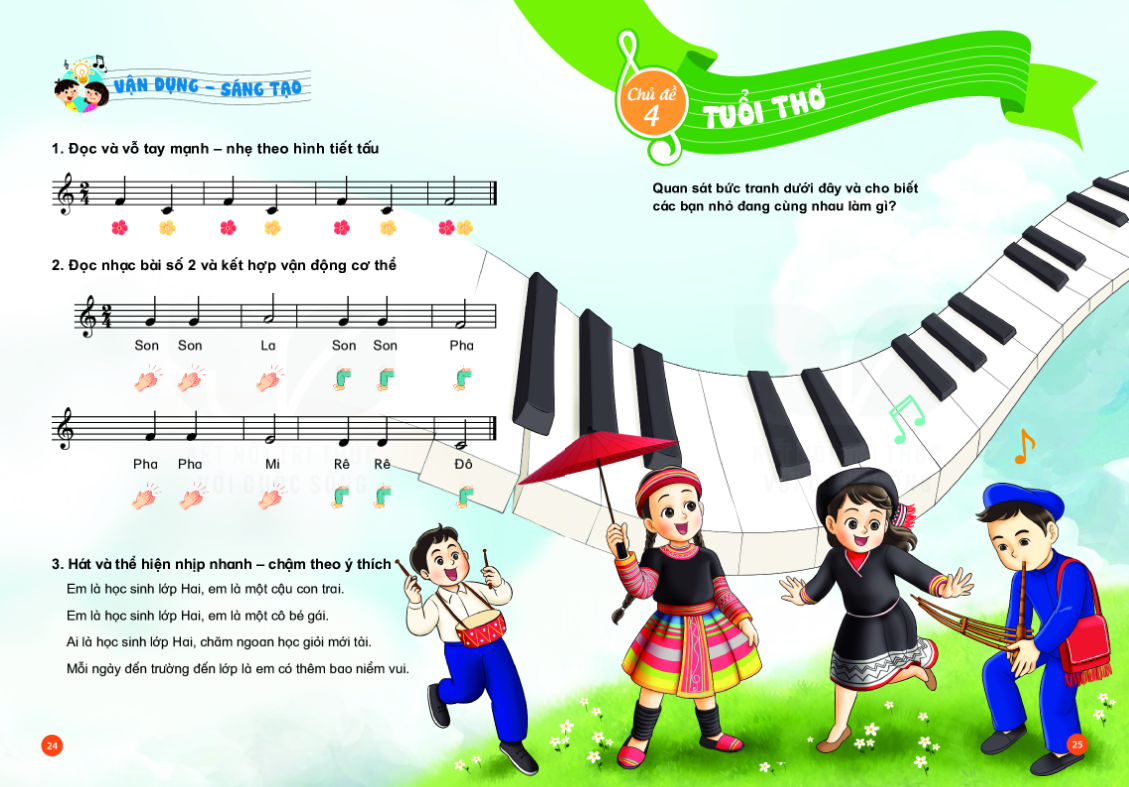 VẬN DỤNG – SÁNG TẠO
1. Đọc và vỗ tay mạnh – nhẹ theo hình tiết tấu
2. Đọc nhạc bài số 2 và kết hợp vận động cơ thể
Son Son La Son Son Pha
Pha Pha Mi Rê Rê Đô
3. Hát và thể hiện nhịp nhanh – chậm theo ý thích
Em là học sinh lớp Hai, em là một cậu con trai.
Em là học sinh lớp Hai, em là một cô bé gái.
Ai là học sinh lớp Hai, chăm ngoan học giỏi mới tài.
Mỗi ngày đến trường đến lớp là em có thêm bao niềm vui.
24
Chủ đề
4
TUỔI THƠ
Quan sát bức tranh dưới đây và cho biết
các bạn nhỏ đang cùng nhau làm gì?
25